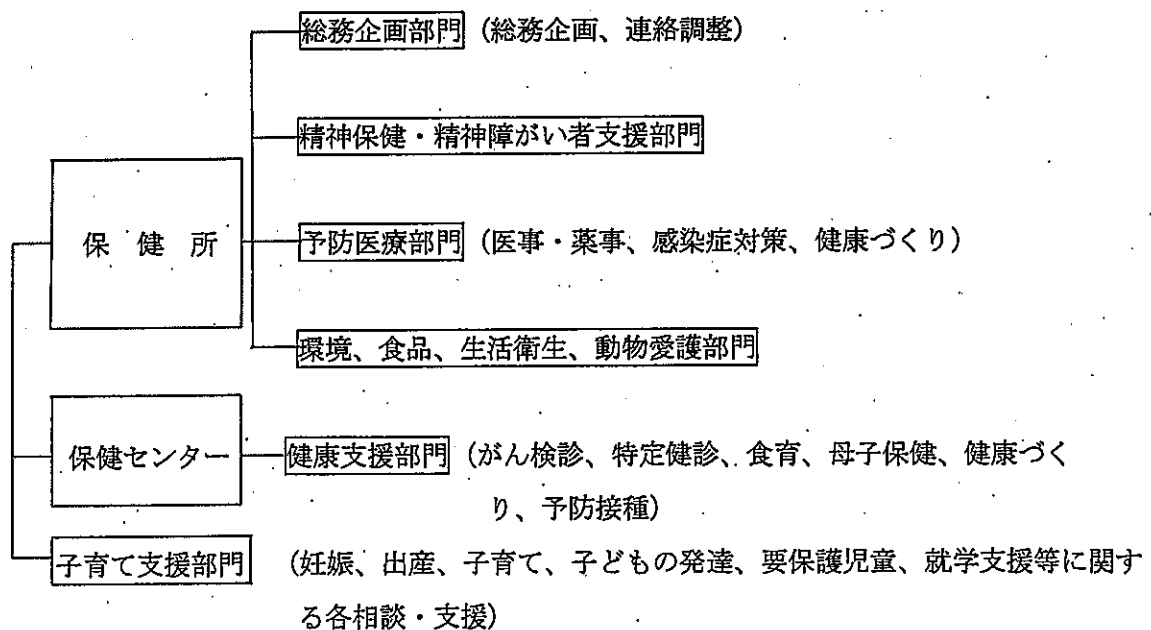 総務企画部門 (総務企画、連絡調整)
精神保健・精神障がい者支援部門
保健所
予防医療部門 (医事・薬事、感染症対策、健康づくり)
環境、食品、生活衛生、動物愛護部門
保健センター
健康支援部門 (がん検診、特定健診、食育、母子保健、健康づく
り、予防接種)
子育て支援部門 (妊娠、出産、子育て、子どもの発達、要保護児童、就学支援等に関す
る各相談・支援)